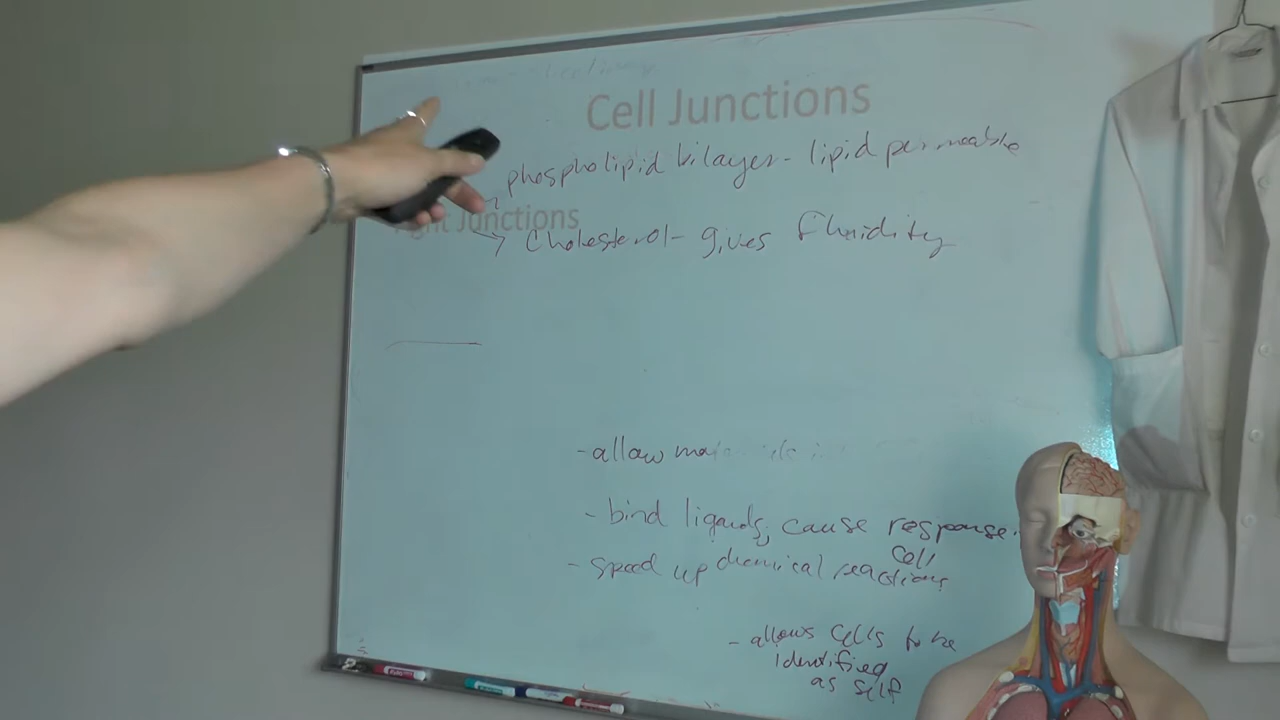 Cell Junctions
phospholipid bilayer - lipid permeable
Junctions
→ Cholesterol - gives fluidity
- allow
- bind ligands, cause response.
cell
- speed up chemical reactions
- allows cells to be
identified
as self